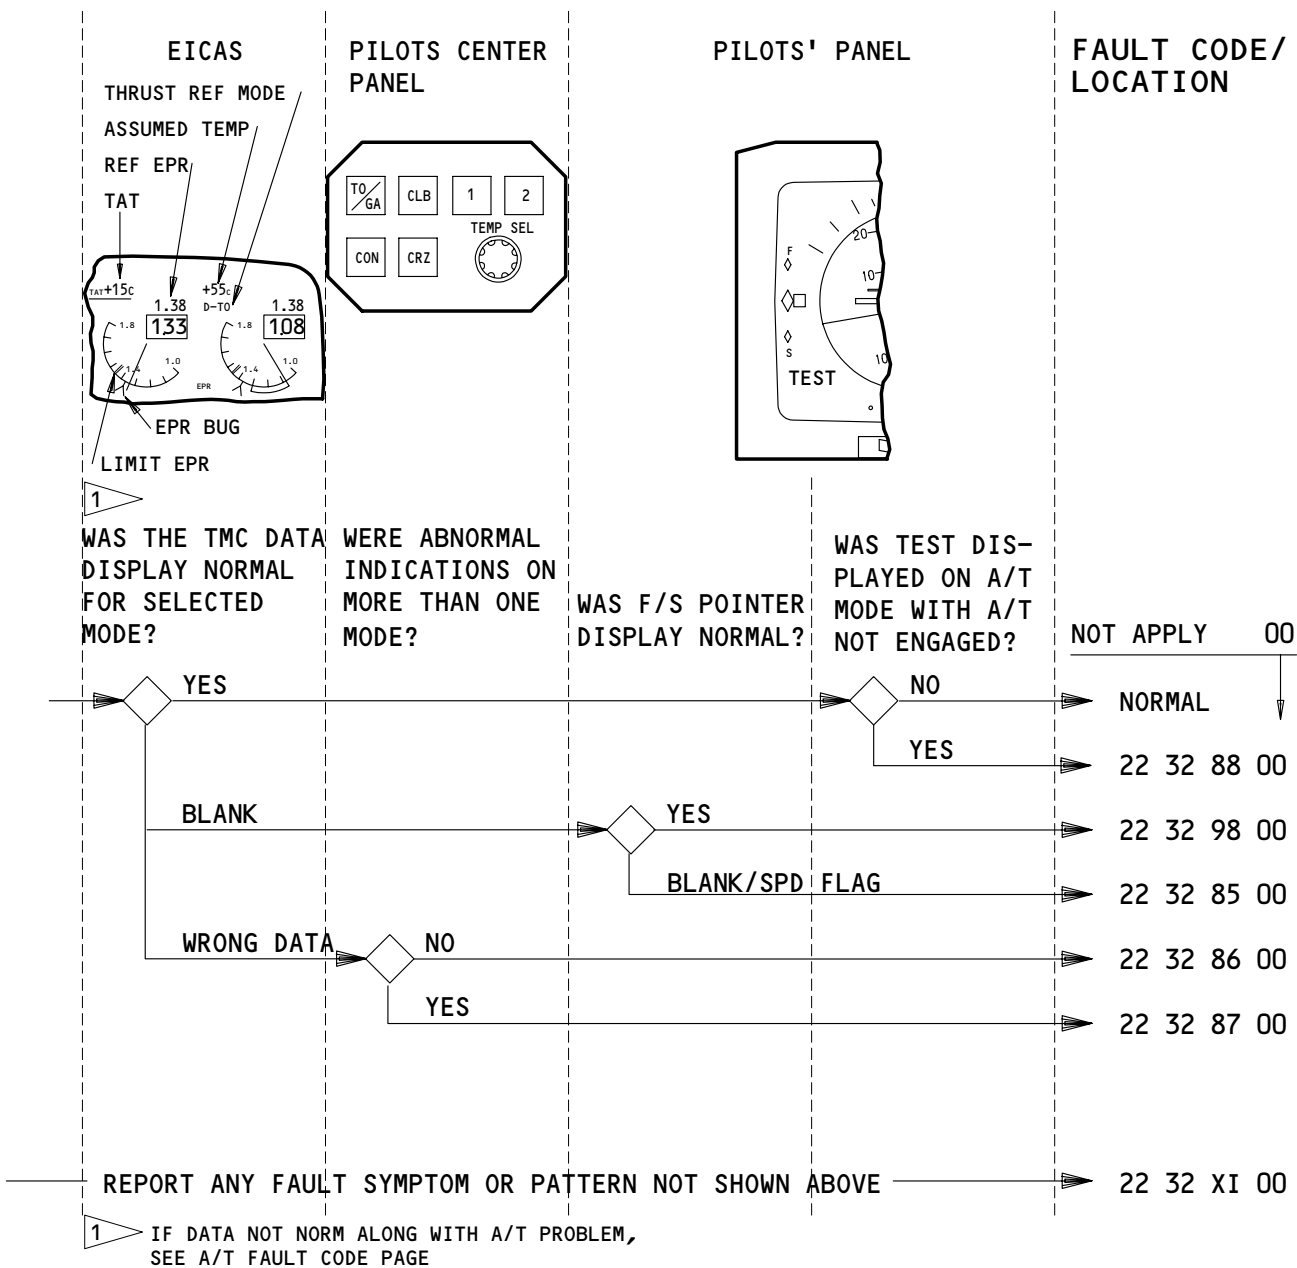 EICAS
PILOTS CENTER
PANEL
PILOTS' PANEL
FAULT CODE/
LOCATION
THRUST REF MODE
ASSUMED TEMP
REF EPR
TAT
TAT+15C
+55C
1.38
D-TO
1.38
1.33
1.08
1.8
1.8
1.0
1.0
1.4
1.4
EPR
EPR BUG
LIMIT EPR
TO/GA
CLB
1
2
TEMP SEL
CON
CRZ
F
20
10
S
10
TEST
1
WAS THE TMC DATA
DISPLAY NORMAL
FOR SELECTED
MODE?
WERE ABNORMAL
INDICATIONS ON
MORE THAN ONE
MODE?
WAS F/S POINTER
DISPLAY NORMAL?
WAS TEST DIS-
PLAYED ON A/T
MODE WITH A/T
NOT ENGAGED?
NOT APPLY 00
YES
NO
NORMAL
YES
22 32 88 00
BLANK
YES
22 32 98 00
BLANK/SPD FLAG
22 32 85 00
WRONG DATA
NO
22 32 86 00
YES
22 32 87 00
REPORT ANY FAULT SYMPTOM OR PATTERN NOT SHOWN ABOVE
22 32 XI 00
1
IF DATA NOT NORM ALONG WITH A/T PROBLEM,
SEE A/T FAULT CODE PAGE